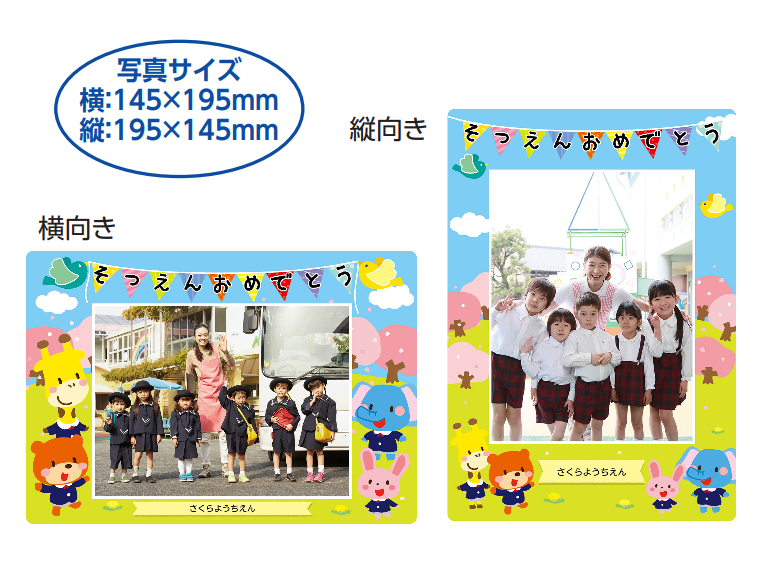 写真サイズ
横:145×195mm
縦:195×145mm
縦向き
そつえんおめでとう
さくらようちえん
横向き
そつえんおめでとう
さくらようちえん